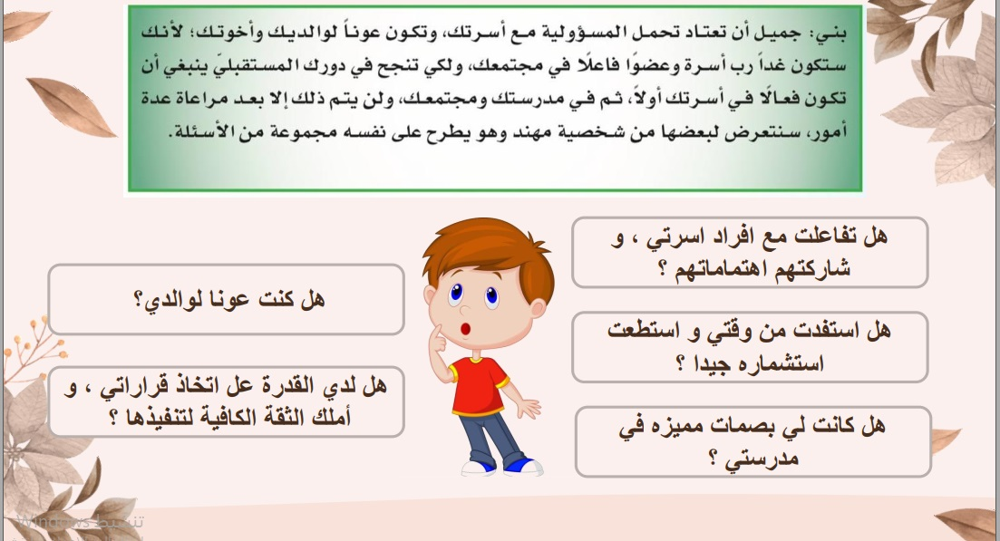 بني: جميل أن تعتاد تحمل المسؤولية مع أسرتك، وتكون عوناً لوالديك وأخوتك؛ لأنك
ستكون غداً رب أسرة وعضوًا فاعلًا في مجتمعك، ولكي تنجح في دورك المستقبليّ ينبغي أن
تكون فعالًا في أسرتك أولاً، ثم في مدرستك ومجتمعك، ولن يتم ذلك إلا بعد مراعاة عدة
أمور، سنتعرض لبعضها من شخصية مهند وهو يطرح على نفسه مجموعة من الأسئلة.
هل تفاعلت مع افراد اسرتي ، و
شاركتهم اهتماماتهم ؟
هل استفدت من وقتي و استطعت
استشماره جيدا ؟
هل كانت لي بصمات مميزه في
مدرستي ؟
هل كنت عونا لوالدي؟
هل لدي القدرة عل اتخاذ قراراتي ، و
أملك الثقة الكافية لتنفيذها ؟
تنشيط Windows